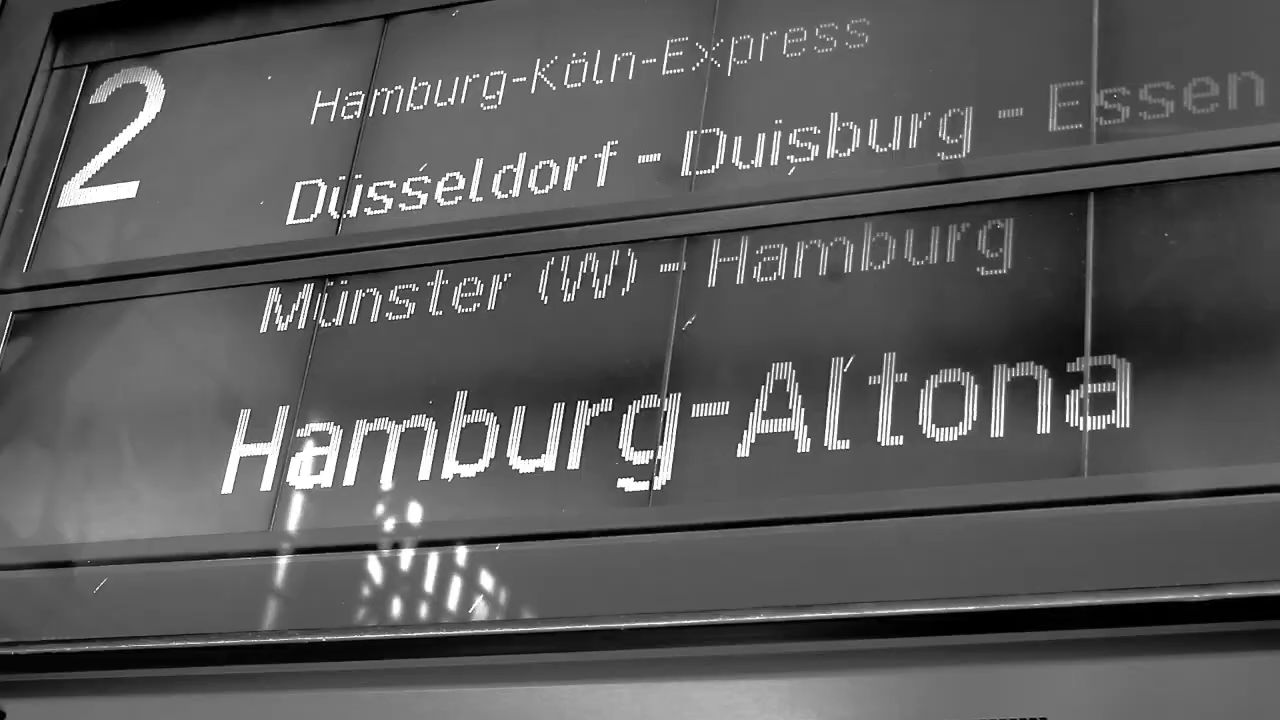 2
Hamburg-Köln-Express
Düsseldorf - Duisburg - Essen
Münster (W) - Hamburg
Hamburg-Altona